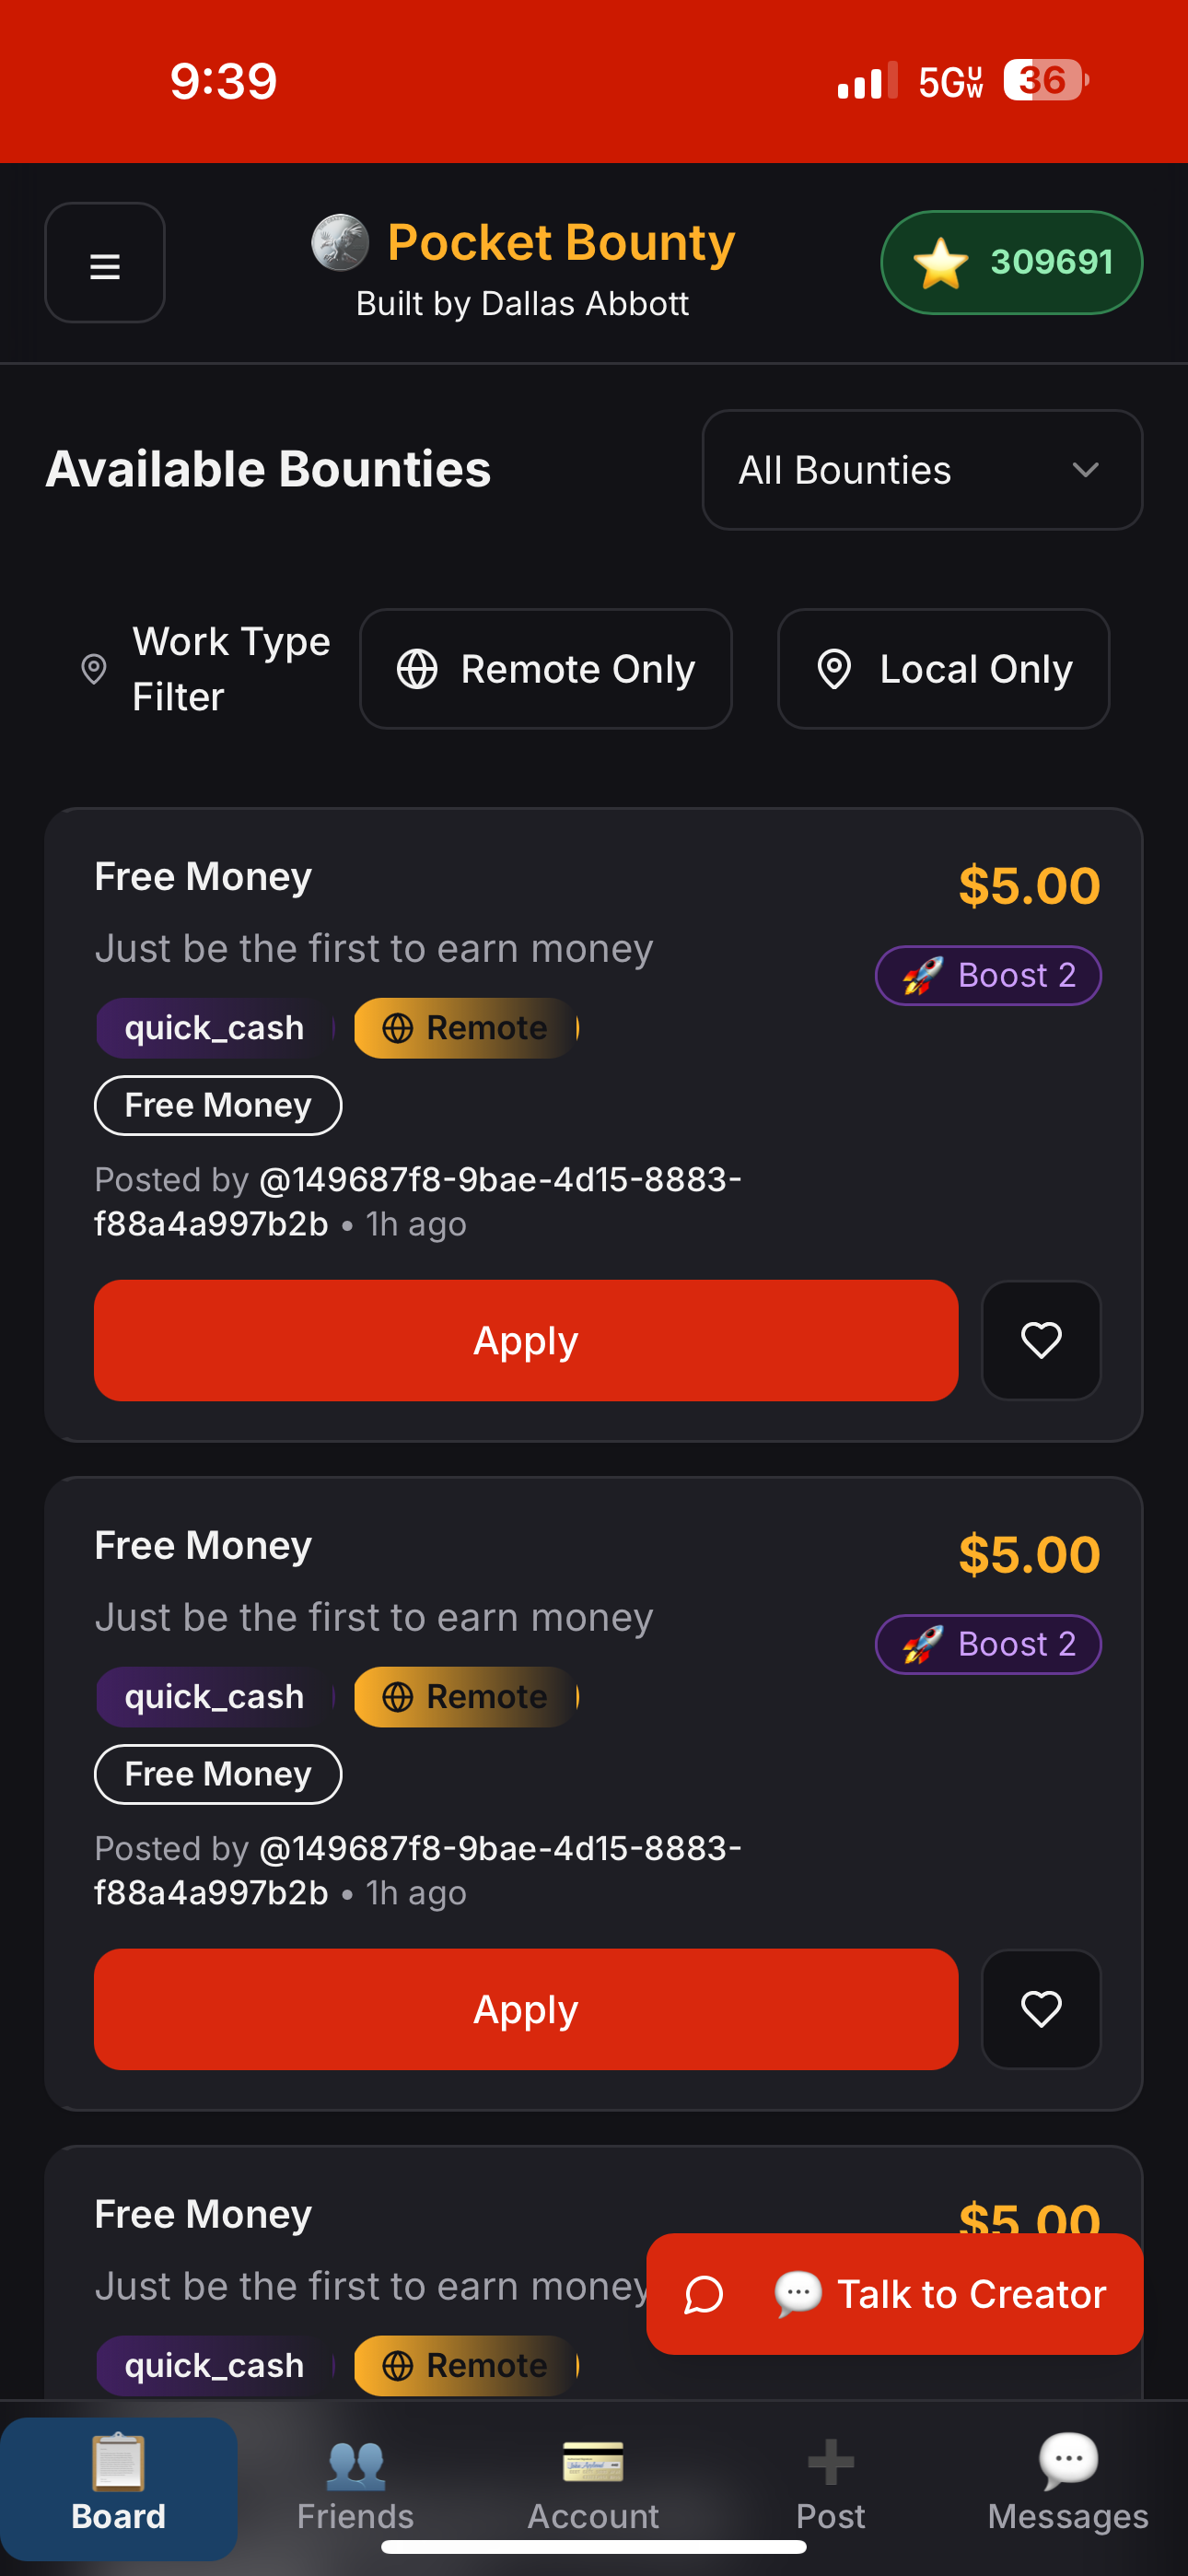 9:39
5G UW
36
Pocket Bounty
Built by Dallas Abbott
309691
Available Bounties
All Bounties
Work Type
Filter
Remote Only
Local Only
Free Money
$5.00
Just be the first to earn money
Boost 2
quick_cash
Remote
Free Money
Posted by @149687f8-9bae-4d15-8883-
f88a4a997b2b • 1h ago
Apply
Free Money
$5.00
Just be the first to earn money
Boost 2
quick_cash
Remote
Free Money
Posted by @149687f8-9bae-4d15-8883-
f88a4a997b2b • 1h ago
Apply
Free Money
$5.00
Just be the first to earn money
Talk to Creator
quick_cash
Remote
Board
Friends
Account
Post
Messages